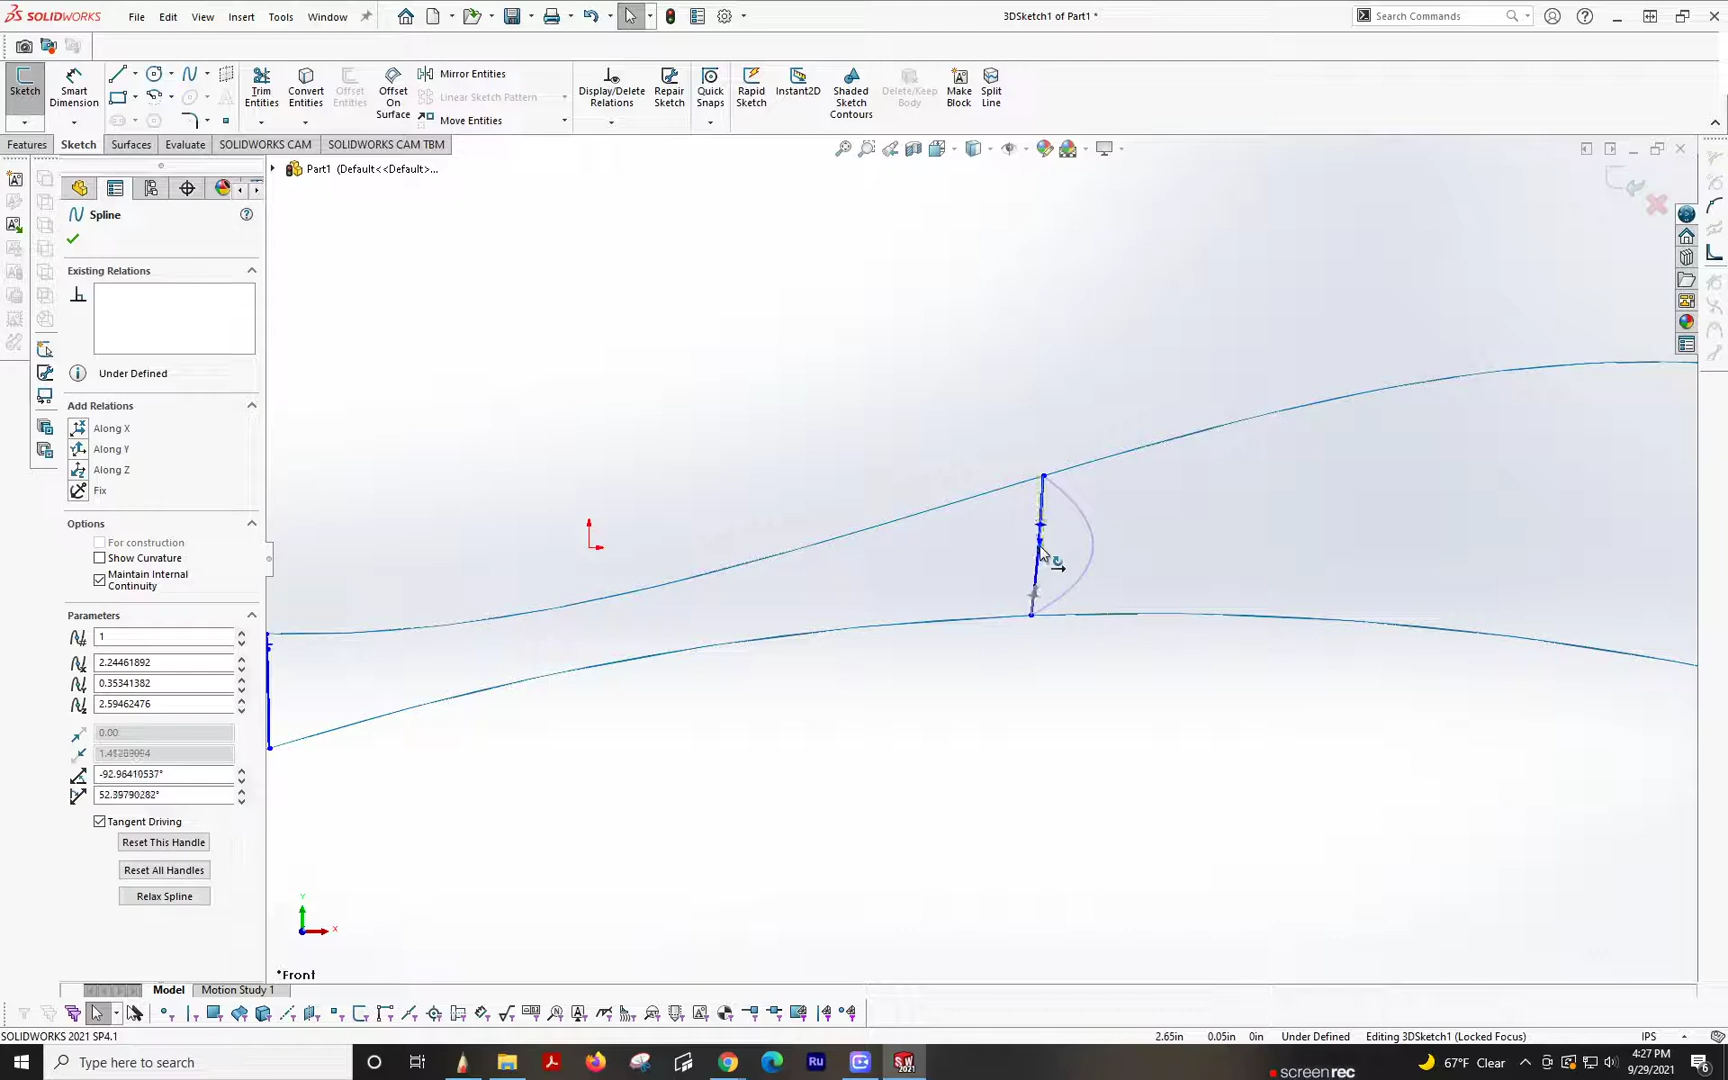 SOLIDWORKS
File Edit View Insert Tools Window
3DSketch1 of Part1 *
Search Commands
Sketch
Smart Dimension
Trim Entities
Convert Entities
Offset Entities
Offset On Surface
Mirror Entities
Linear Sketch Pattern
Move Entities
Display/Delete Relations
Repair Sketch
Quick Snaps
Rapid Sketch
Instant2D
Shaded Sketch Contours
Delete/Keep Body
Make Block
Split Line
Features Sketch Surfaces Evaluate SOLIDWORKS CAM SOLIDWORKS CAM TBM
Part1 (Default<<Default>...
Spline
Existing Relations
Under Defined
Add Relations
Along X
Along Y
Along Z
Fix
Options
For construction
Show Curvature
Maintain Internal
Continuity
Parameters
1
2.24461892
0.35341382
2.59462476
0.00
-92.96410537°
52.39790282°
Tangent Driving
Reset This Handle
Reset All Handles
Relax Spline
Y
X
*Front
Model Motion Study 1
SOLIDWORKS 2021 SP4.1
2.65in 0.05in 0in Under Defined Editing 3DSketch1 (Locked Focus) IPS
Type here to search
Ru
SW 2021
67°F Clear
4:27 PM
9/29/2021
6
screenrec